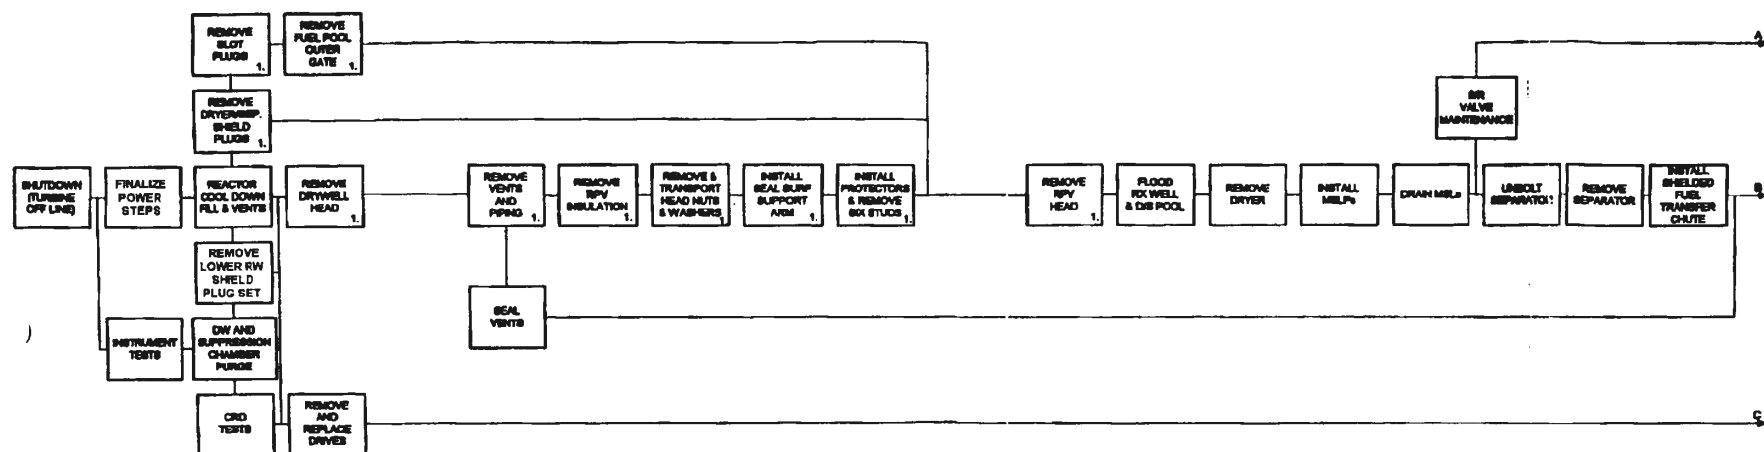 REMOVE
SLOT
PLUGS
1.
REMOVE
FUEL POOL
OUTER
GATE
1.
A
REMOVE
DRYER/SEP.
SHIELD
PLUGS
1.
S/R
VALVE
MAINTENANCE
SHUTDOWN
(TURBINE
OFF LINE)
FINALIZE
POWER
STEPS
REACTOR
COOL DOWN
FILL & VENTS
REMOVE
DRYWELL
HEAD
1.
REMOVE
VENTS
AND
PIPING
1.
REMOVE
RPV
INSULATION
1.
REMOVE &
TRANSPORT
HEAD NUTS
& WASHERS
1.
INSTALL
SEAL SURF
SUPPORT
ARM
1.
INSTALL
PROTECTORS
& REMOVE
SIX STUDS
1.
REMOVE
RPV
HEAD
1.
FLOOD
RX WELL
& D/S POOL
REMOVE
DRYER
INSTALL
MSLPs
DRAIN MSLs
UNBOLT
SEPARATOR
REMOVE
SEPARATOR
INSTALL
SHIELDED
FUEL
TRANSFER
CHUTE
B
REMOVE
LOWER RW
SHIELD
PLUG SET
SEAL
VENTS
INSTRUMENT
TESTS
DW AND
SUPPRESSION
CHAMBER
PURGE
CRD
TESTS
REMOVE
AND
REPLACE
DRIVES
C